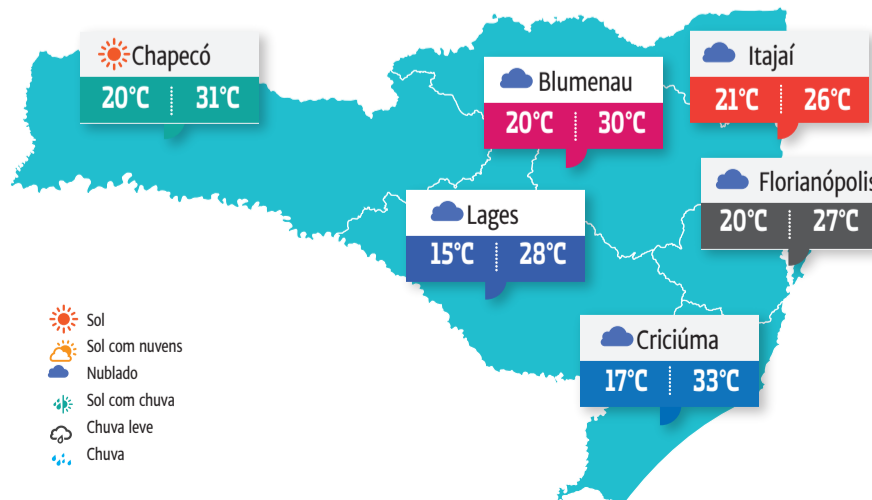 Chapecó
20°C 31°C
Blumenau
20°C 30°C
Itajaí
21°C 26°C
Florianópolis
20°C 27°C
Lages
15°C 28°C
Criciúma
17°C 33°C
Sol
Sol com nuvens
Nublado
Sol com chuva
Chuva leve
Chuva